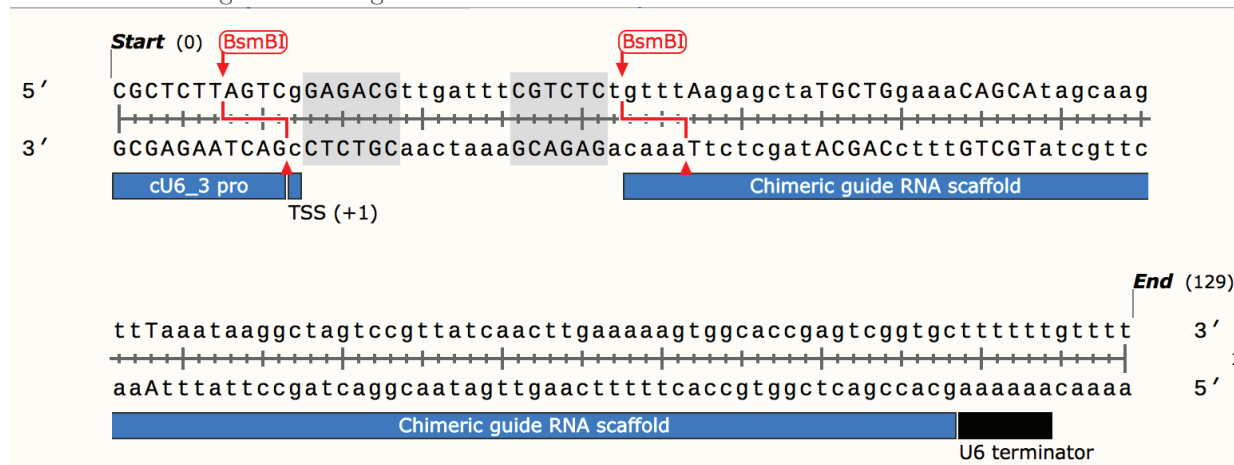 Start (0) BsmBI BsmBI
5′ CGCTCTTAGTCgGAGACGttgatttCGTCTCtgtttAagagctaTGCTGgaaaCAGCAtagcaag
3′ GCGAGAATCAGcCTCTGCaactaaaGCAGAGacaaaTtctcgatACGACctttGTCGTatcgttc
cU6_3 pro Chimeric guide RNA scaffold
TSS (+1)
End (129)
ttTaaataaggctagtccgttatcaacttgaaaaagtggcaccgagtcggtgcttttttgtttt 3′
aaAtttattccgatcaggcaatagttgaactttttcaccgtggctcagccacgaaaaaacaaaa 5′
Chimeric guide RNA scaffold
U6 terminator